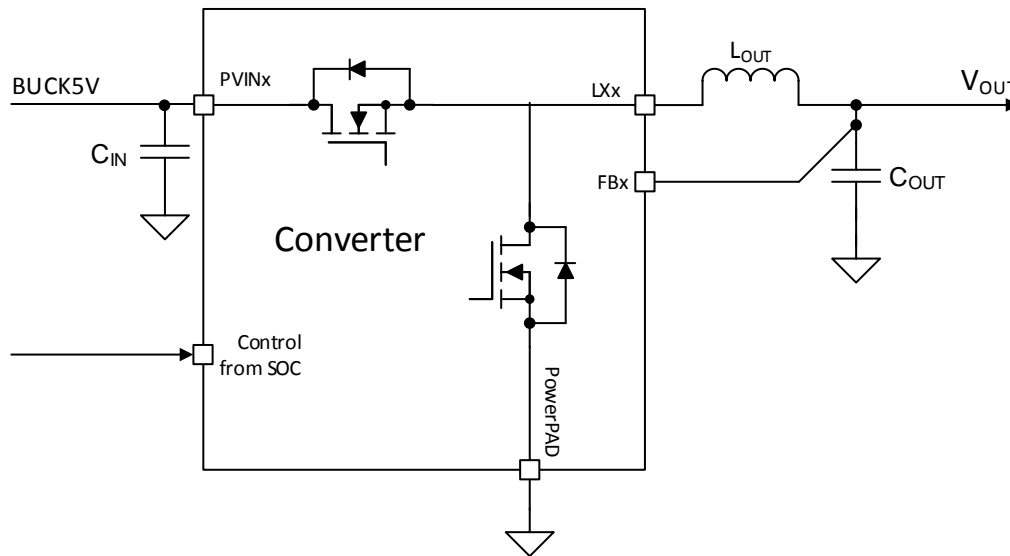 BUCK5V
PVINx
LXx
LOUT
VOUT
CIN
FBx
COUT
Converter
Control
from SOC
PowerPAD